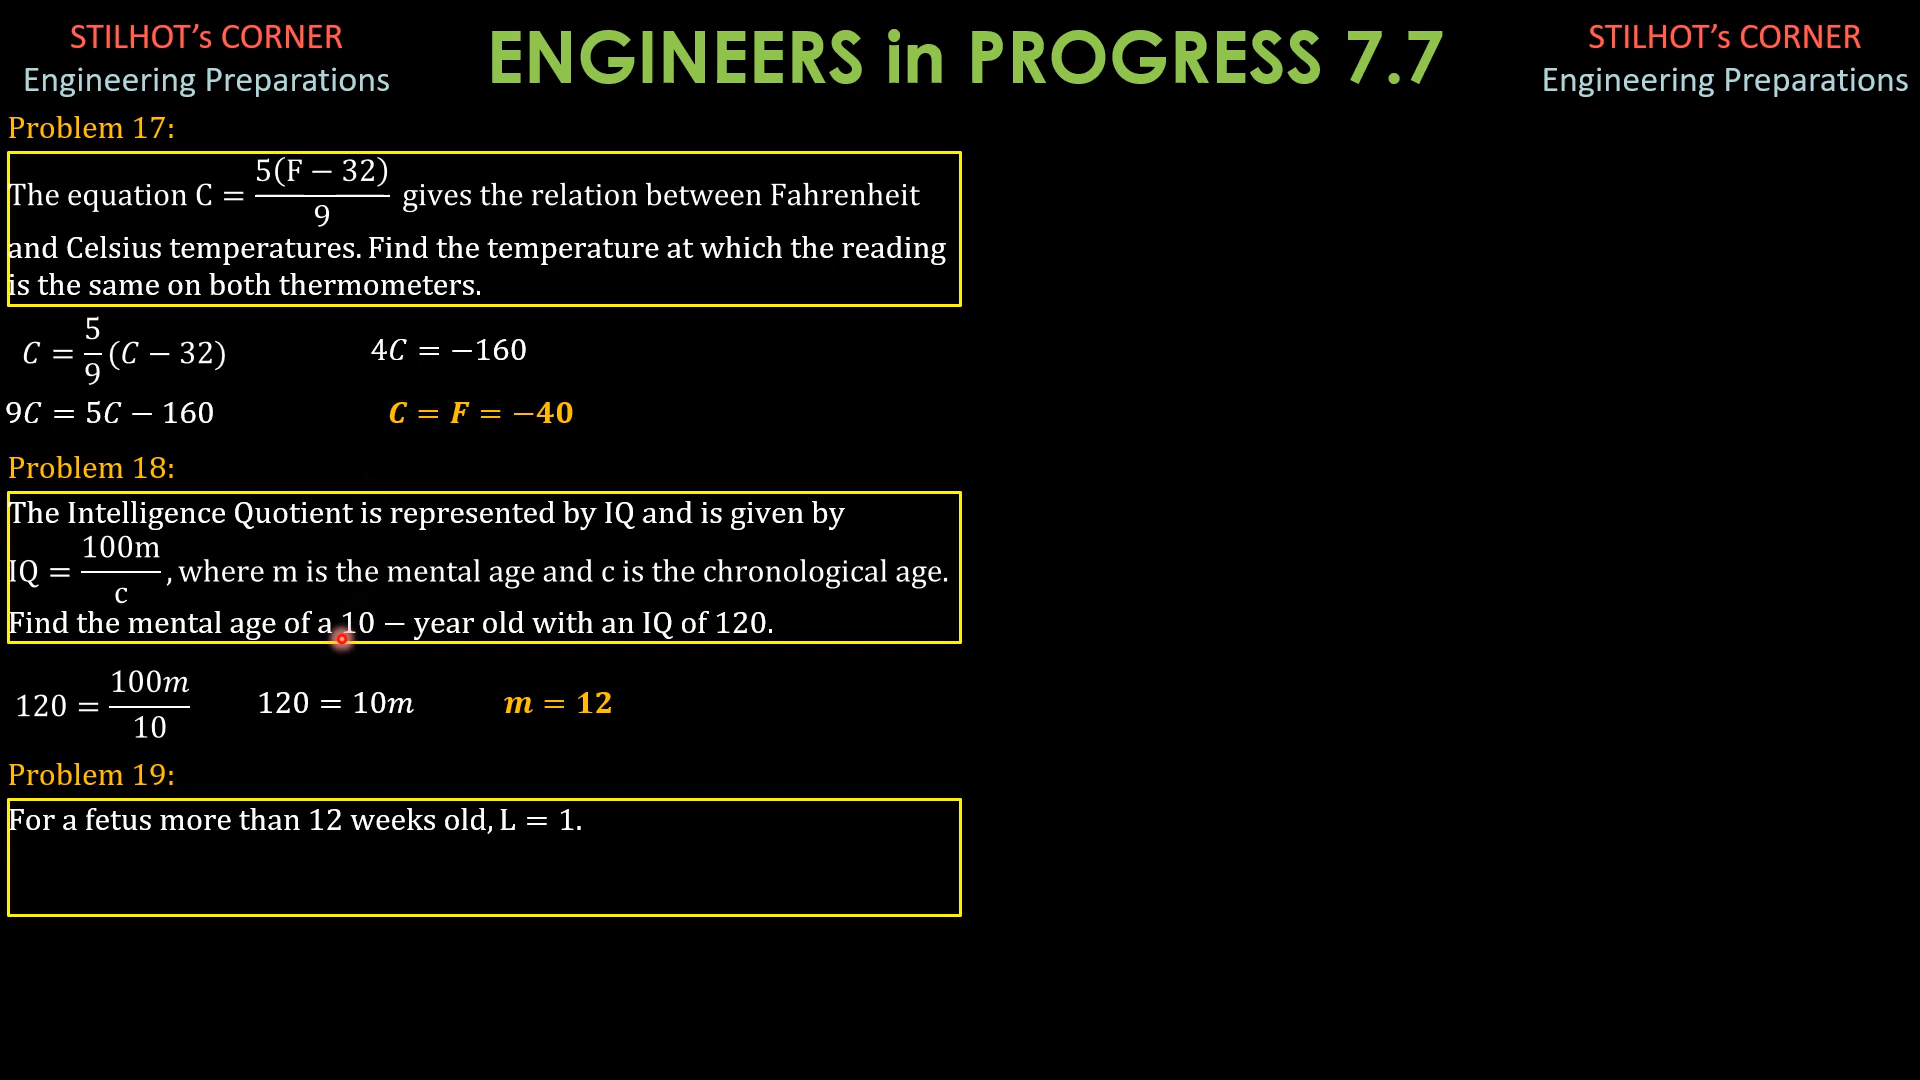 STILHOT's CORNER
Engineering Preparations
ENGINEERS in PROGRESS 7.7
STILHOT's CORNER
Engineering Preparations
Problem 17:
The equation C = 5(F − 32)/9 gives the relation between Fahrenheit
and Celsius temperatures. Find the temperature at which the reading
is the same on both thermometers.
C = 5/9 (C − 32)
4C = −160
9C = 5C − 160
C = F = −40
Problem 18:
The Intelligence Quotient is represented by IQ and is given by
IQ = 100m/c , where m is the mental age and c is the chronological age.
Find the mental age of a 10 − year old with an IQ of 120.
120 = 100m/10
120 = 10m
m = 12
Problem 19:
For a fetus more than 12 weeks old, L = 1.